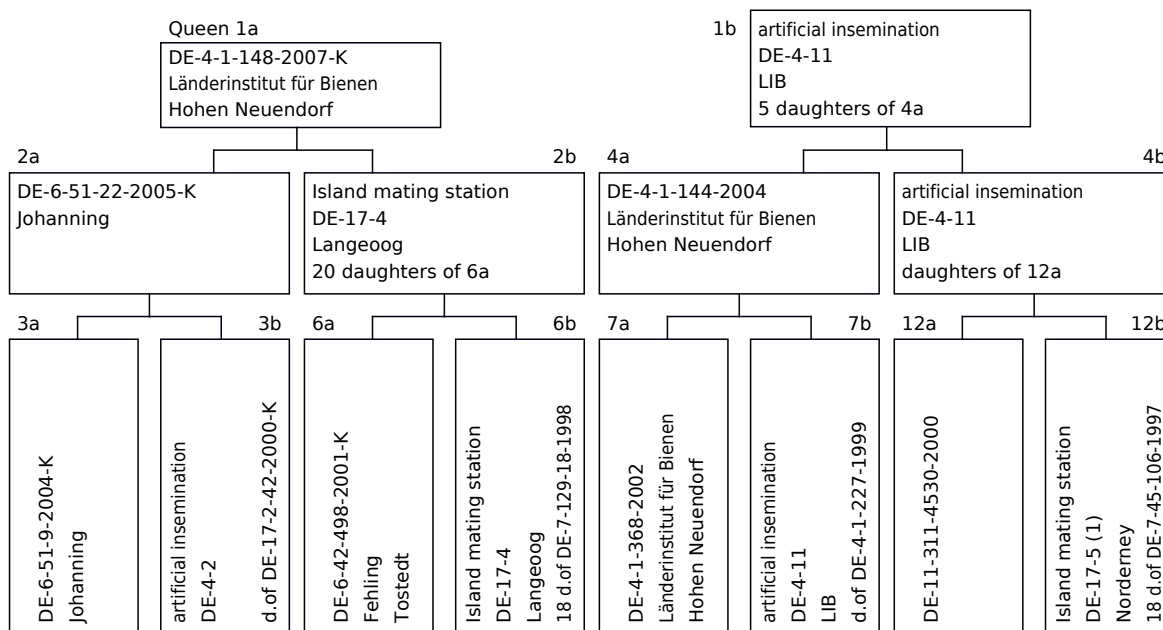 Queen 1a
DE-4-1-148-2007-K
Länderinstitut für Bienen
Hohen Neuendorf
1b
artificial insemination
DE-4-11
LIB
5 daughters of 4a
2a
DE-6-51-22-2005-K
Johanning
2b
Island mating station
DE-17-4
Langeoog
20 daughters of 6a
4a
DE-4-1-144-2004
Länderinstitut für Bienen
Hohen Neuendorf
4b
artificial insemination
DE-4-11
LIB
daughters of 12a
3a
DE-6-51-9-2004-K
Johanning
3b
artificial insemination
DE-4-2
d.of DE-17-2-42-2000-K
6a
DE-6-42-498-2001-K
Fehling
Tostedt
6b
Island mating station
DE-17-4
Langeoog
18 d.of DE-7-129-18-1998
7a
DE-4-1-368-2002
Länderinstitut für Bienen
Hohen Neuendorf
7b
artificial insemination
DE-4-11
LIB
d.of DE-4-1-227-1999
12a
DE-11-311-4530-2000
12b
Island mating station
DE-17-5 (1)
Norderney
18 d.of DE-7-45-106-1997